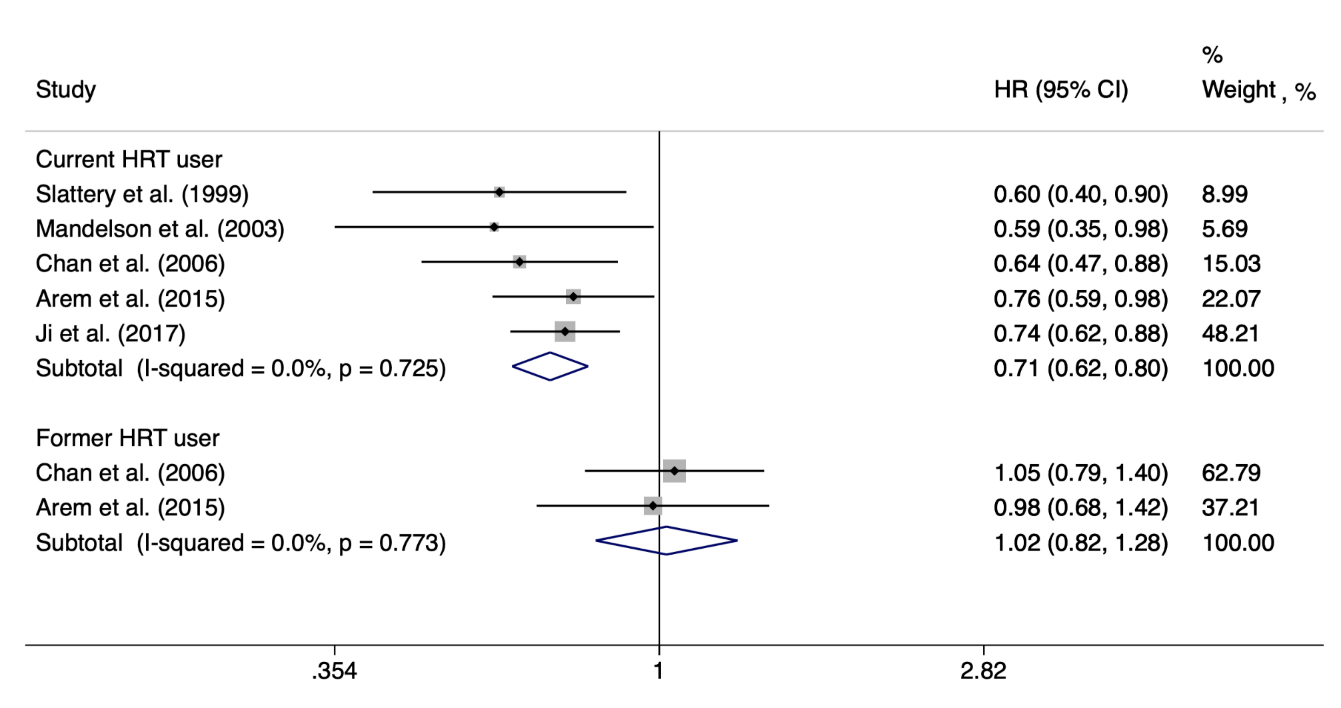 %
Study HR (95% CI) Weight , %
Current HRT user
Slattery et al. (1999) 0.60 (0.40, 0.90) 8.99
Mandelson et al. (2003) 0.59 (0.35, 0.98) 5.69
Chan et al. (2006) 0.64 (0.47, 0.88) 15.03
Arem et al. (2015) 0.76 (0.59, 0.98) 22.07
Ji et al. (2017) 0.74 (0.62, 0.88) 48.21
Subtotal (I-squared = 0.0%, p = 0.725) 0.71 (0.62, 0.80) 100.00
Former HRT user
Chan et al. (2006) 1.05 (0.79, 1.40) 62.79
Arem et al. (2015) 0.98 (0.68, 1.42) 37.21
Subtotal (I-squared = 0.0%, p = 0.773) 1.02 (0.82, 1.28) 100.00
.354 1 2.82